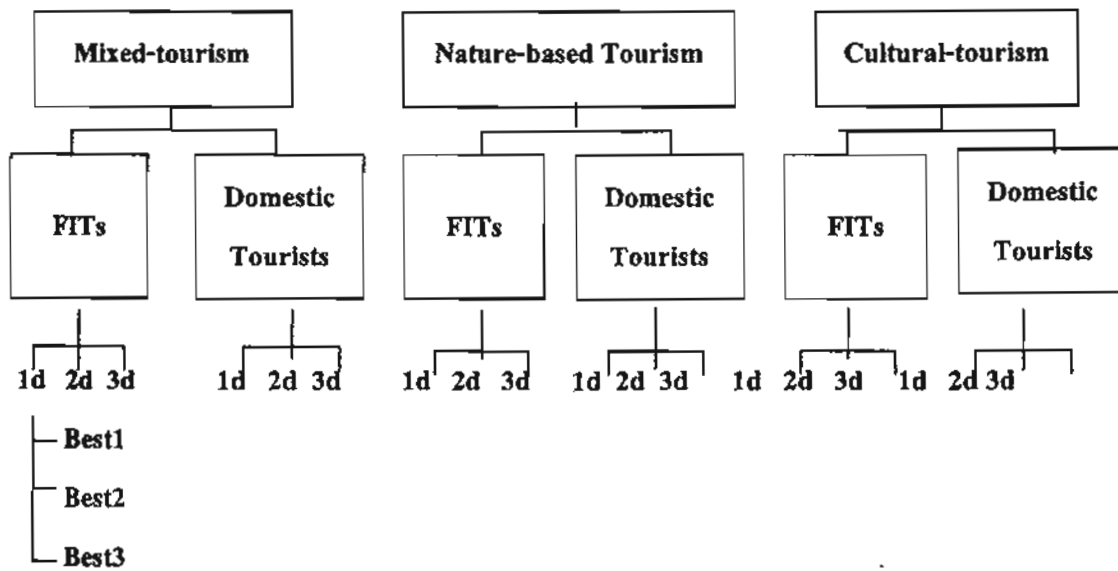 Mixed-tourism
Nature-based Tourism
Cultural-tourism
FITs
Domestic
Tourists
FITs
Domestic
Tourists
FITs
Domestic
Tourists
1d 2d 3d
1d 2d 3d
1d 2d 3d
1d 2d 3d
1d 2d 3d
1d 2d 3d
Best1
Best2
Best3